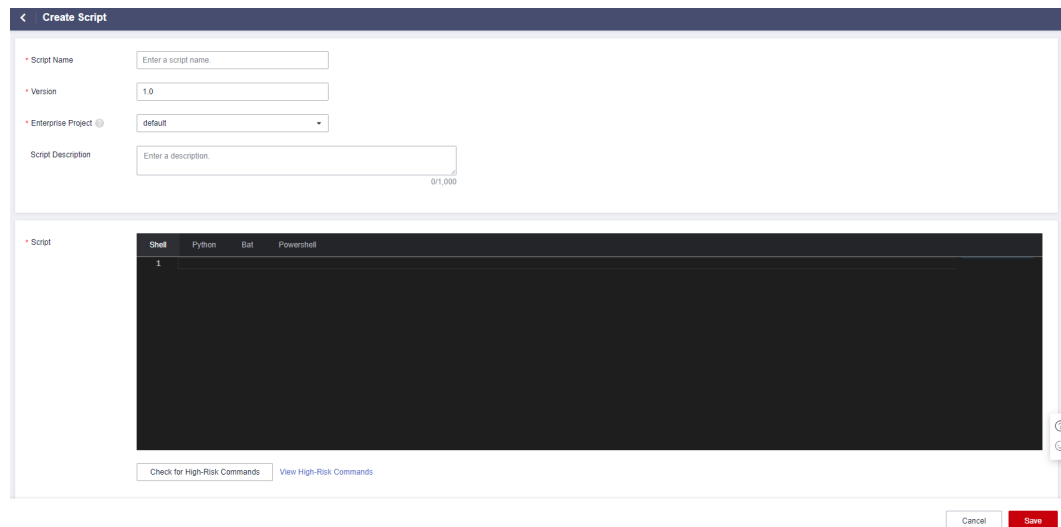 Create Script
* Script Name
Enter a script name.
* Version
1.0
* Enterprise Project
default
Script Description
Enter a description.
0/1,000
* Script
Shell Python Bat Powershell
1
Check for High-Risk Commands View High-Risk Commands
Cancel Save